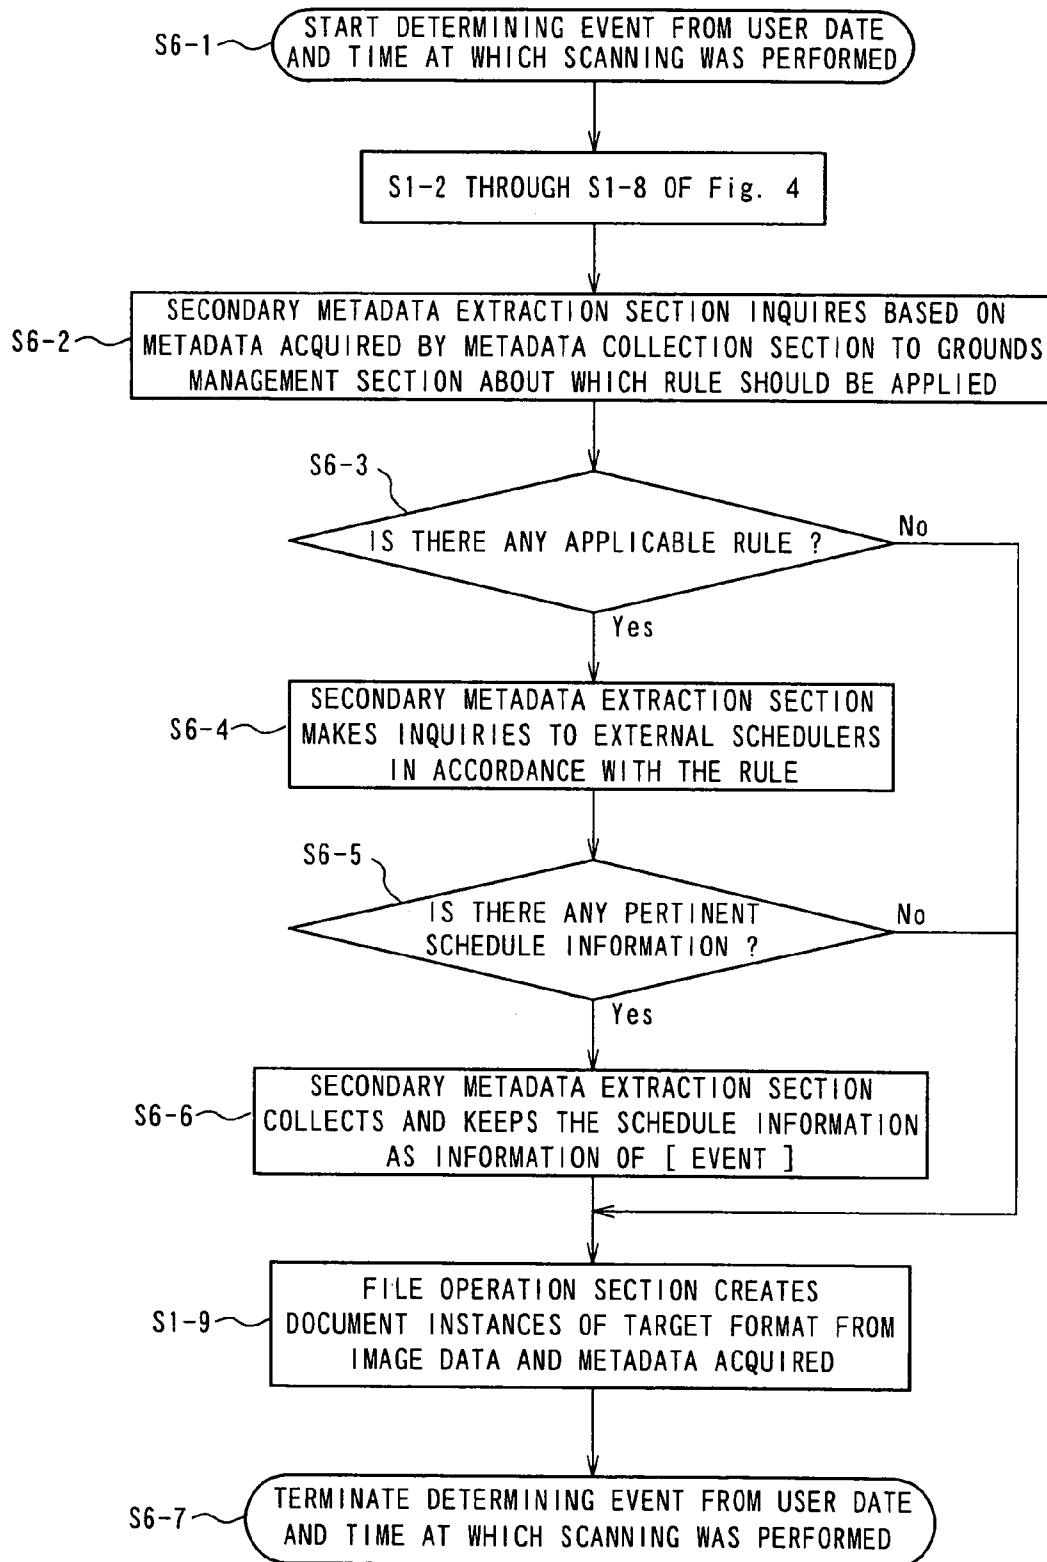 S6-1
START DETERMINING EVENT FROM USER DATE
AND TIME AT WHICH SCANNING WAS PERFORMED
S1-2 THROUGH S1-8 OF Fig. 4
S6-2
SECONDARY METADATA EXTRACTION SECTION INQUIRES BASED ON
METADATA ACQUIRED BY METADATA COLLECTION SECTION TO GROUNDS
MANAGEMENT SECTION ABOUT WHICH RULE SHOULD BE APPLIED
S6-3
IS THERE ANY APPLICABLE RULE ?
No
Yes
S6-4
SECONDARY METADATA EXTRACTION SECTION
MAKES INQUIRIES TO EXTERNAL SCHEDULERS
IN ACCORDANCE WITH THE RULE
S6-5
IS THERE ANY PERTINENT
SCHEDULE INFORMATION ?
No
Yes
S6-6
SECONDARY METADATA EXTRACTION SECTION
COLLECTS AND KEEPS THE SCHEDULE INFORMATION
AS INFORMATION OF [ EVENT ]
S1-9
FILE OPERATION SECTION CREATES
DOCUMENT INSTANCES OF TARGET FORMAT FROM
IMAGE DATA AND METADATA ACQUIRED
S6-7
TERMINATE DETERMINING EVENT FROM USER DATE
AND TIME AT WHICH SCANNING WAS PERFORMED